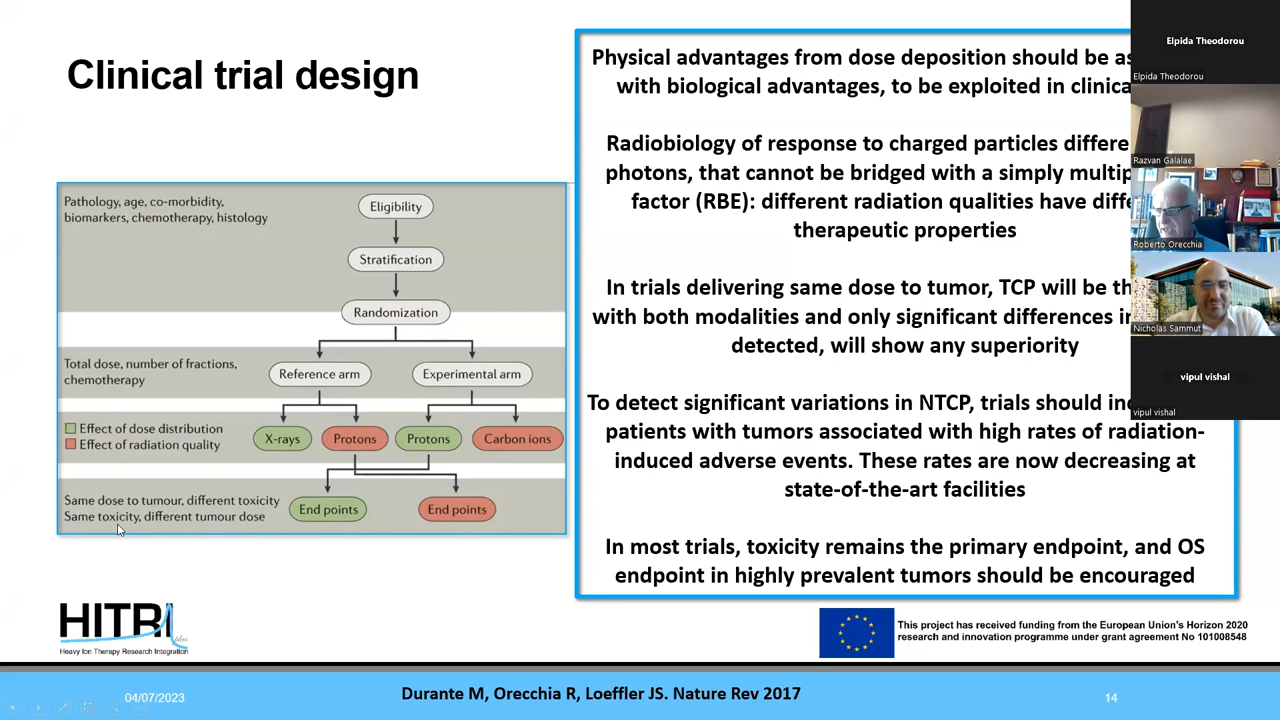 Clinical trial design
Pathology, age, co-morbidity,
biomarkers, chemotherapy, histology
Eligibility
Stratification
Randomization
Total dose, number of fractions,
chemotherapy
Reference arm
Experimental arm
Effect of dose distribution
Effect of radiation quality
X-rays
Protons
Protons
Carbon ions
Same dose to tumour, different toxicity
Same toxicity, different tumour dose
End points
End points
Physical advantages from dose deposition should be as
with biological advantages, to be exploited in clinica
Radiobiology of response to charged particles differe
photons, that cannot be bridged with a simply multip
factor (RBE): different radiation qualities have diffe
therapeutic properties
In trials delivering same dose to tumor, TCP will be th
with both modalities and only significant differences i
detected, will show any superiority
To detect significant variations in NTCP, trials should in
patients with tumors associated with high rates of radiation-
induced adverse events. These rates are now decreasing at
state-of-the-art facilities
In most trials, toxicity remains the primary endpoint, and OS
endpoint in highly prevalent tumors should be encouraged
Elpida Theodorou
Elpida Theodorou
Razvan Galalae
Roberto Orecchia
Nicholas Sammut
vipul vishal
vipul vishal
HITRI
plus
Heavy Ion Therapy Research Integration
This project has received funding from the European Union's Horizon 2020
research and innovation programme under grant agreement No 101008548
04/07/2023
Durante M, Orecchia R, Loeffler JS. Nature Rev 2017
14